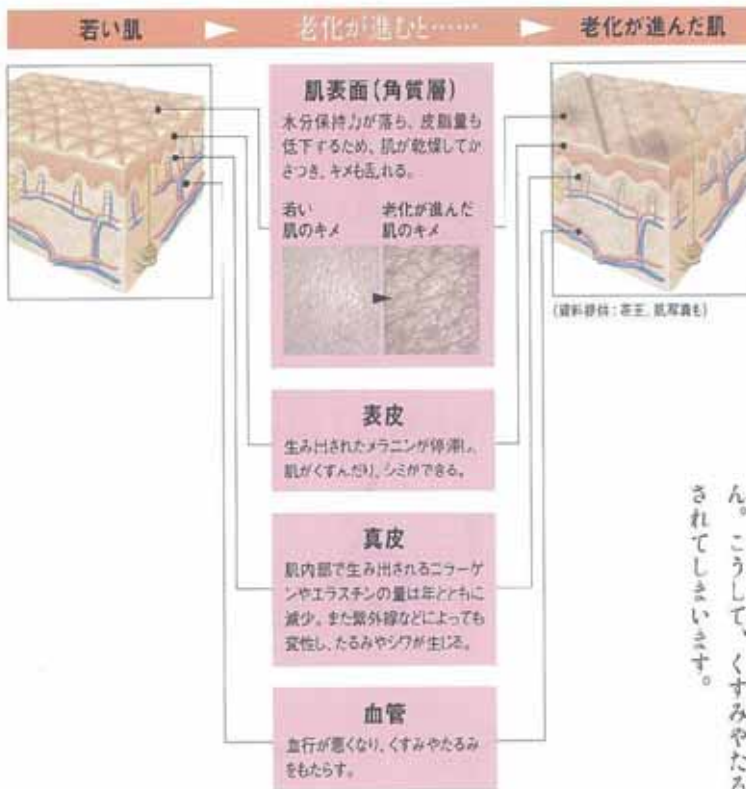 若い肌
老化が進むと……
老化が進んだ肌
肌表面(角質層)
水分保持力が落ち、皮脂量も
低下するため、肌が乾燥してか
さつき、キメも乱れる。
若い
肌のキメ
老化が進んだ
肌のキメ
(資料提供:花王、肌写真も)
表皮
生み出されたメラニンが停滞し、
肌がくすんだり、シミができる。
真皮
肌内部で生み出されるコラーゲ
ンやエラスチンの量は年とともに
減少。また紫外線などによっても
変性し、たるみやシワが生じる。
血管
血行が悪くなり、くすみやたるみ
をもたらす。
ん。こうして、くすみやたる
されてしまいます。